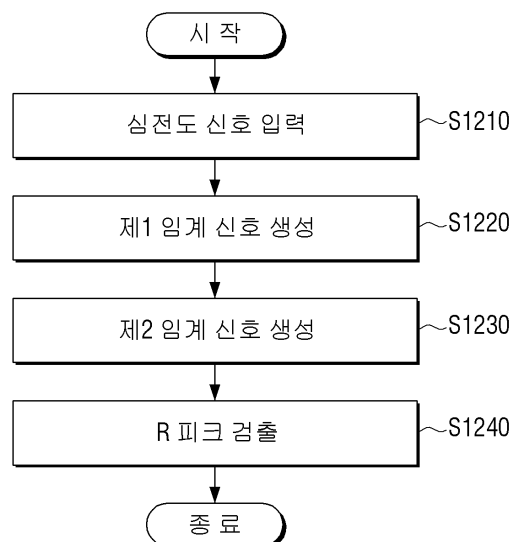 시 작
심전도 신호 입력 S1210
제1 임계 신호 생성 S1220
제2 임계 신호 생성 S1230
R 피크 검출 S1240
종 료